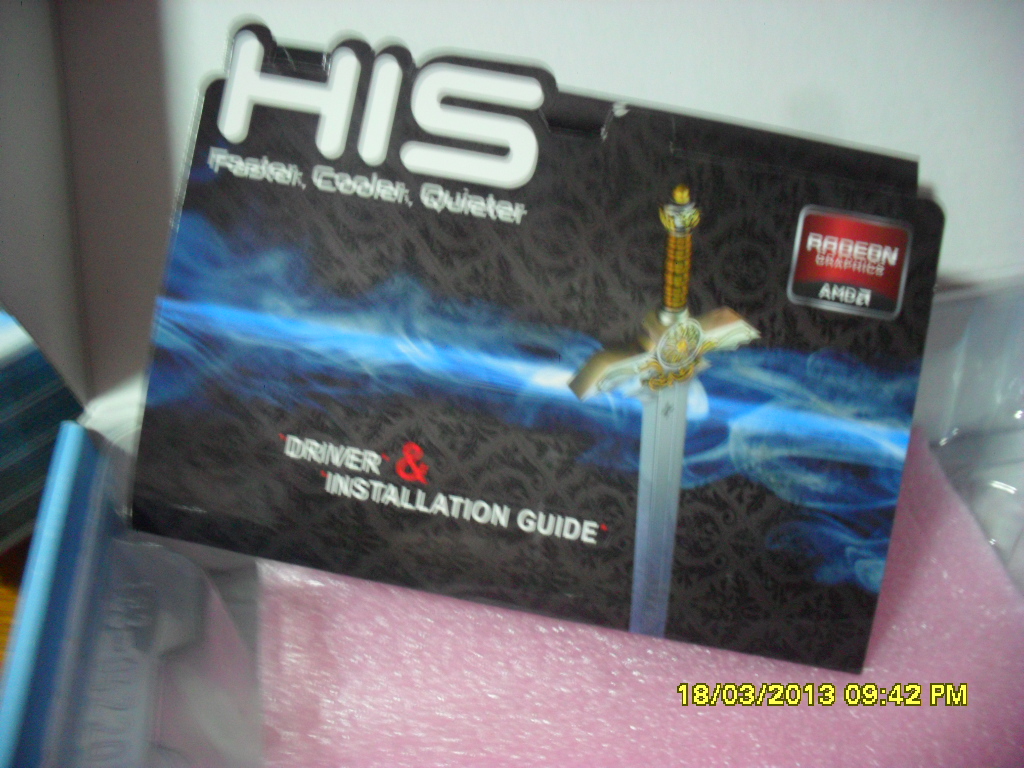 HIS
Faster, Cooler, Quieter
RADEON
GRAPHICS
AMD
DRIVER &
INSTALLATION GUIDE
18/03/2013 09:42 PM